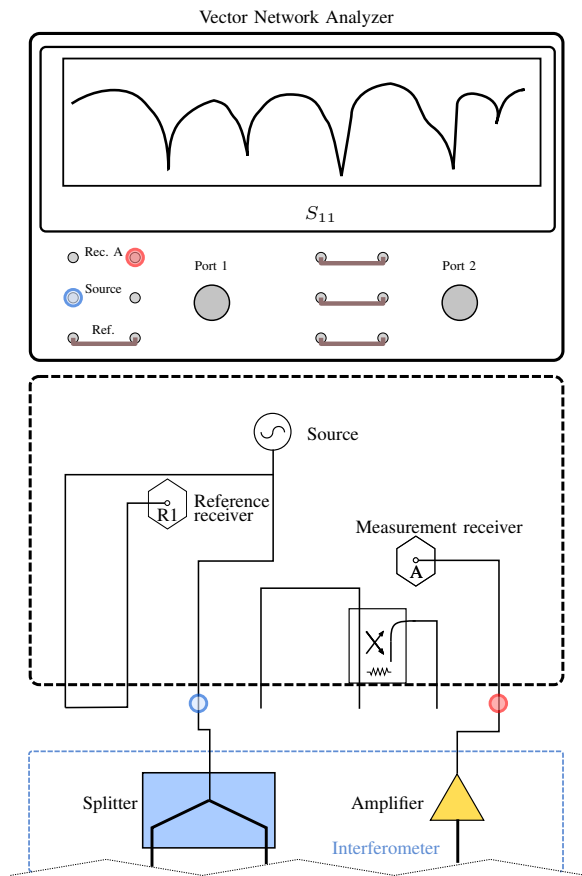 Vector Network Analyzer
S₁₁
Rec. A
Port 1
Port 2
Source
Ref.
Source
Reference
receiver
R1
Measurement receiver
A
Splitter
Amplifier
Interferometer